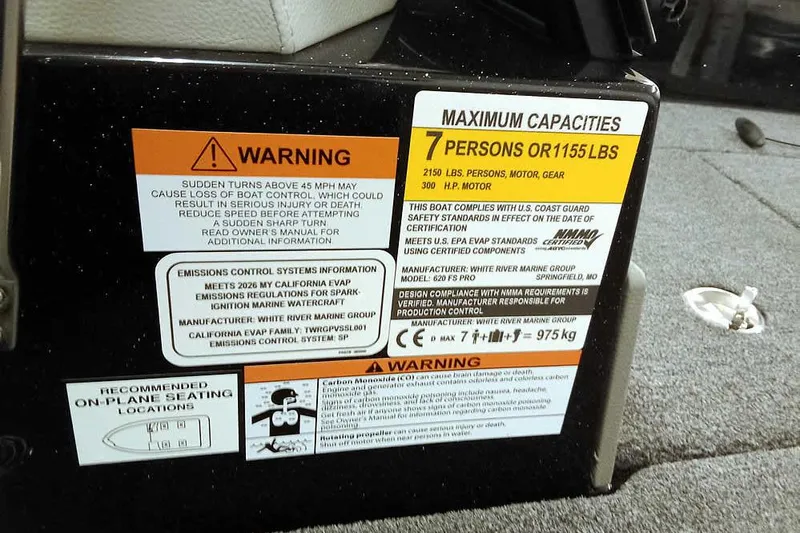 WARNING
SUDDEN TURNS ABOVE 45 MPH MAY
CAUSE LOSS OF BOAT CONTROL, WHICH COULD
RESULT IN SERIOUS INJURY OR DEATH.
REDUCE SPEED BEFORE ATTEMPTING
A SUDDEN SHARP TURN.
READ OWNER'S MANUAL FOR
ADDITIONAL INFORMATION.
EMISSIONS CONTROL SYSTEMS INFORMATION
MEETS 2026 MY CALIFORNIA EVAP
EMISSIONS REGULATIONS FOR SPARK-
IGNITION MARINE WATERCRAFT
MANUFACTURER: WHITE RIVER MARINE GROUP
CALIFORNIA EVAP FAMILY: TWRGPVSSL001
EMISSIONS CONTROL SYSTEM: SP
RECOMMENDED
ON-PLANE SEATING
LOCATIONS
MAXIMUM CAPACITIES
7 PERSONS OR 1155 LBS
2150 LBS. PERSONS, MOTOR, GEAR
300 H.P. MOTOR
THIS BOAT COMPLIES WITH U.S. COAST GUARD
SAFETY STANDARDS IN EFFECT ON THE DATE OF
CERTIFICATION
MEETS U.S. EPA EVAP STANDARDS
USING CERTIFIED COMPONENTS
NMMA
CERTIFIED
MANUFACTURER: WHITE RIVER MARINE GROUP
MODEL: 620 FS PRO SPRINGFIELD, MO
DESIGN COMPLIANCE WITH NMMA REQUIREMENTS IS
VERIFIED. MANUFACTURER RESPONSIBLE FOR
PRODUCTION CONTROL
MANUFACTURER: WHITE RIVER MARINE GROUP
CE D MAX 7 + + = 975 kg
WARNING
Carbon Monoxide (CO) can cause brain damage or death.
Engine and generator exhaust contains odorless and colorless carbon
monoxide gas.
Signs of carbon monoxide poisoning include nausea, headache,
dizziness, drowsiness, and lack of consciousness.
Get fresh air if anyone shows signs of carbon monoxide poisoning.
See Owner's Manual for information regarding carbon monoxide
poisoning.
Rotating propeller can cause serious injury or death.
Shut off motor when near persons in water.